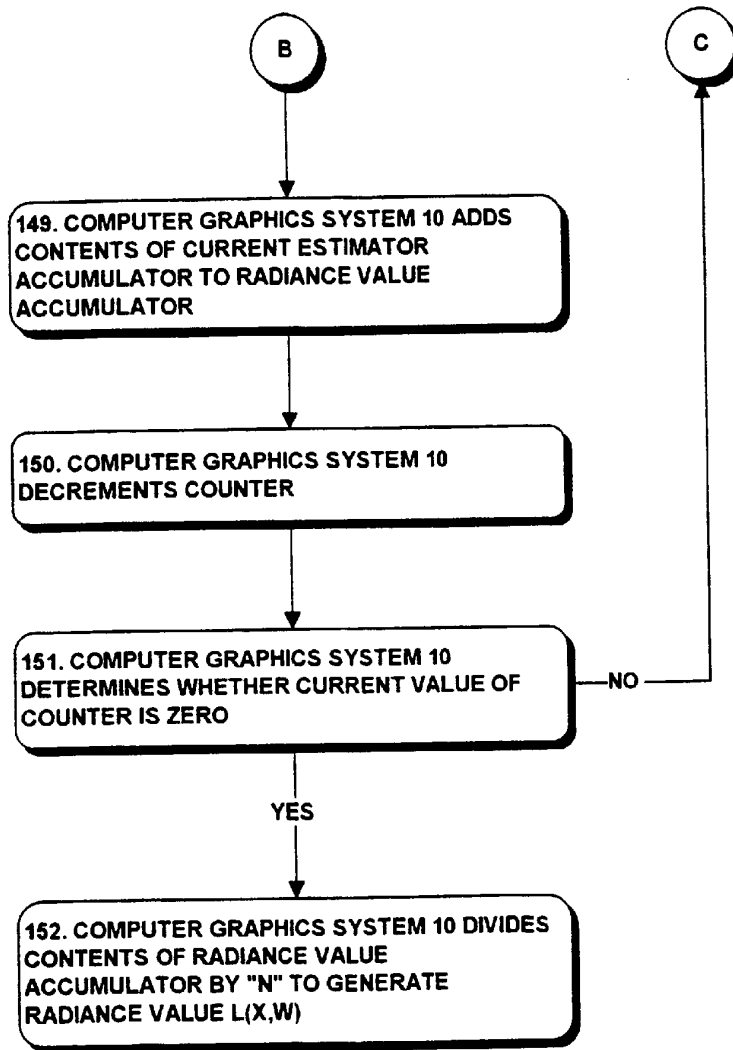 B
C
149. COMPUTER GRAPHICS SYSTEM 10 ADDS
CONTENTS OF CURRENT ESTIMATOR
ACCUMULATOR TO RADIANCE VALUE
ACCUMULATOR
150. COMPUTER GRAPHICS SYSTEM 10
DECREMENTS COUNTER
151. COMPUTER GRAPHICS SYSTEM 10
DETERMINES WHETHER CURRENT VALUE OF
COUNTER IS ZERO
NO
YES
152. COMPUTER GRAPHICS SYSTEM 10 DIVIDES
CONTENTS OF RADIANCE VALUE
ACCUMULATOR BY "N" TO GENERATE
RADIANCE VALUE L(X,W)